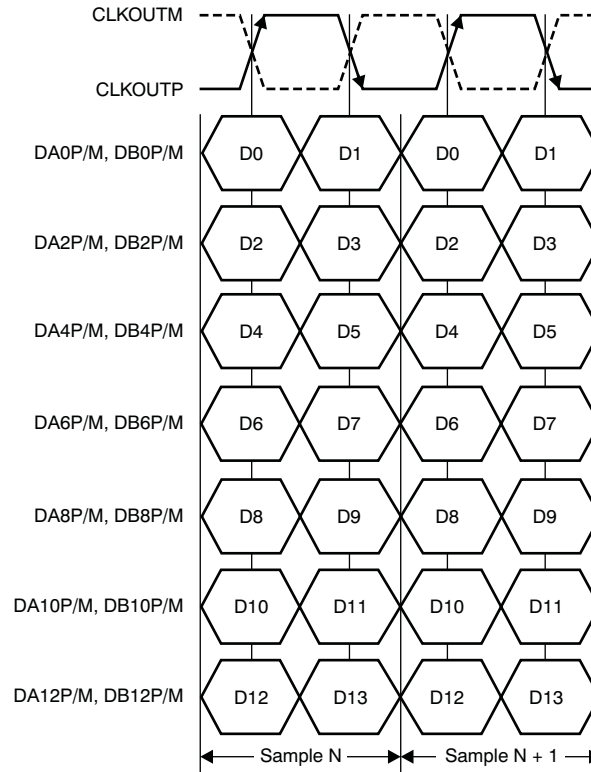 CLKOUTM
CLKOUTP
DA0P/M, DB0P/M D0 D1 D0 D1
DA2P/M, DB2P/M D2 D3 D2 D3
DA4P/M, DB4P/M D4 D5 D4 D5
DA6P/M, DB6P/M D6 D7 D6 D7
DA8P/M, DB8P/M D8 D9 D8 D9
DA10P/M, DB10P/M D10 D11 D10 D11
DA12P/M, DB12P/M D12 D13 D12 D13
Sample N Sample N + 1